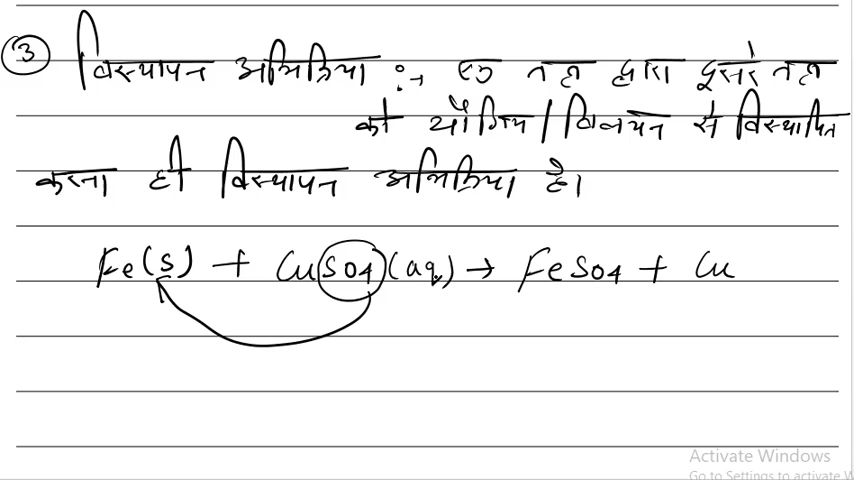 ③ विस्थापन अभिक्रिया :- एक तत्व द्वारा दूसरे तत्व
को यौगिक / विलयन से विस्थापित
करना ही विस्थापन अभिक्रिया है।
Fe(s) + CuSO4(aq) → FeSO4 + Cu
Activate Windows
Go to Settings to activate W